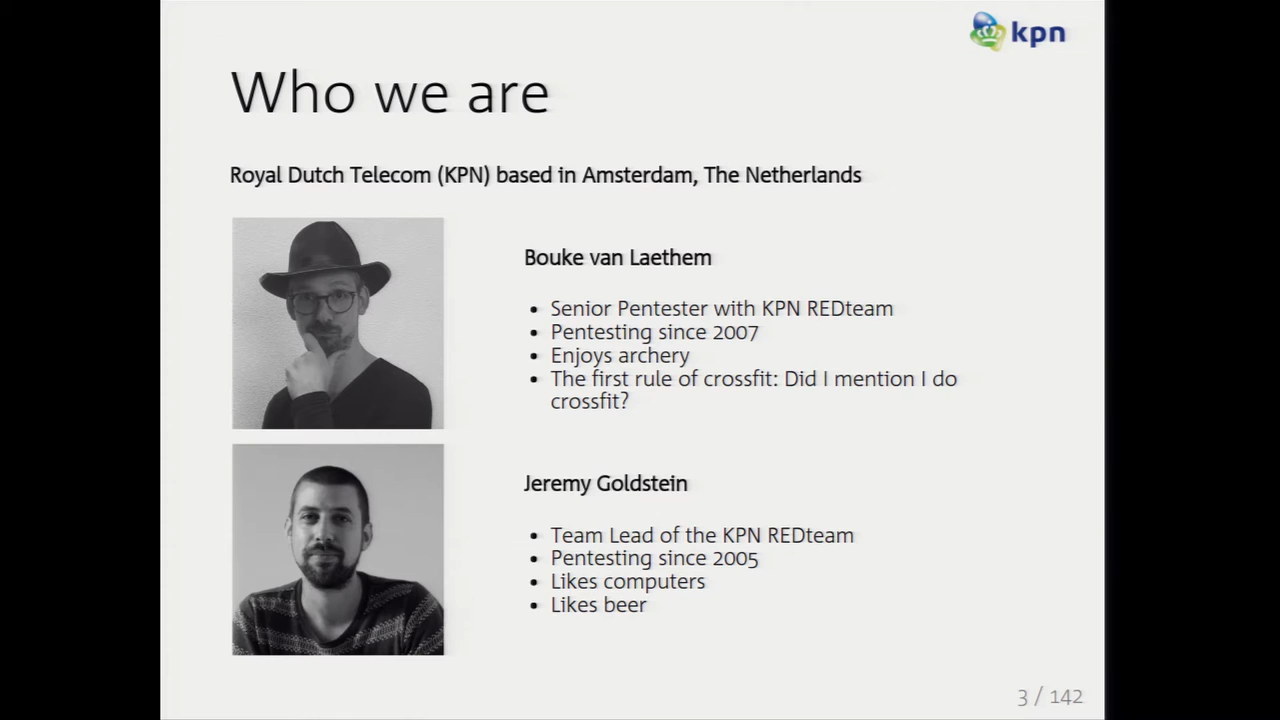 kpn
Who we are
Royal Dutch Telecom (KPN) based in Amsterdam, The Netherlands
Bouke van Laethem
• Senior Pentester with KPN REDteam
• Pentesting since 2007
• Enjoys archery
• The first rule of crossfit: Did I mention I do
crossfit?
Jeremy Goldstein
• Team Lead of the KPN REDteam
• Pentesting since 2005
• Likes computers
• Likes beer
3 / 142